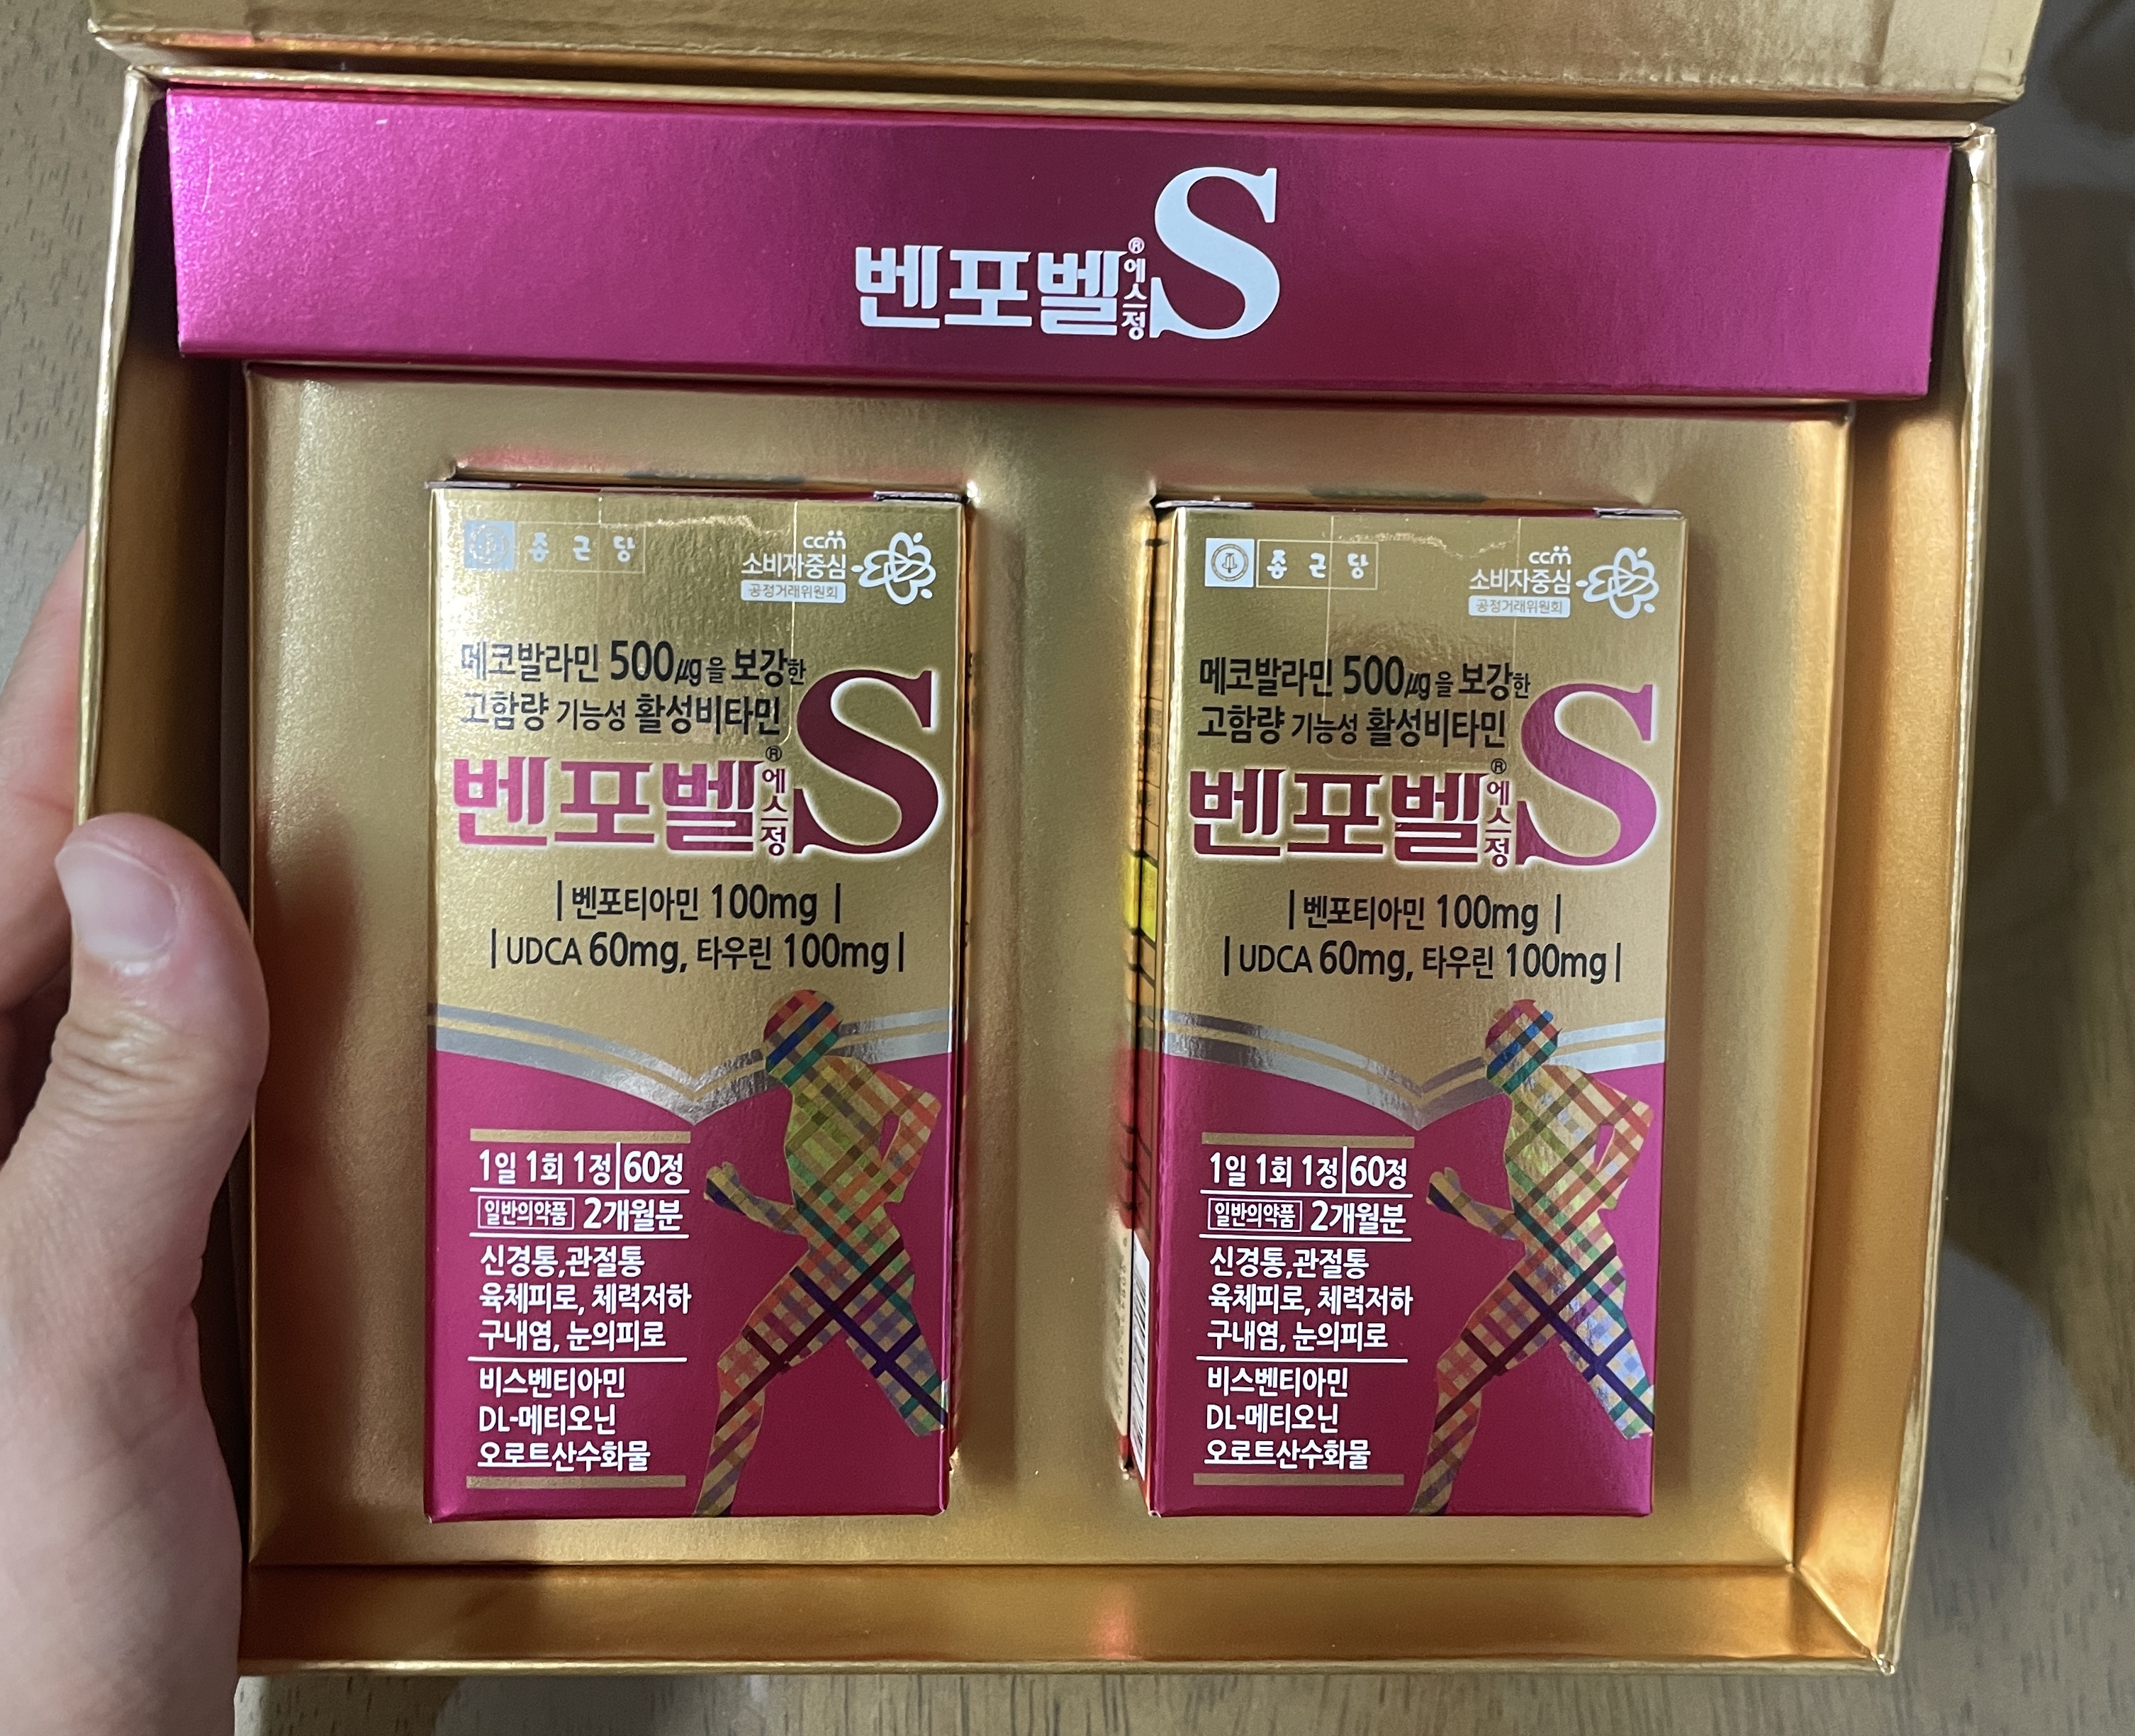 벤포벨® 에스정 S
종근당
ccm
소비자중심
공정거래위원회
메코발라민 500㎍을 보강한
고함량 기능성 활성비타민
벤포벨® 에스정 S
|벤포티아민 100mg|
|UDCA 60mg, 타우린 100mg|
1일 1회 1정|60정
일반의약품 2개월분
신경통,관절통
육체피로, 체력저하
구내염, 눈의피로
비스벤티아민
DL-메티오닌
오로트산수화물
종근당
ccm
소비자중심
공정거래위원회
메코발라민 500㎍을 보강한
고함량 기능성 활성비타민
벤포벨® 에스정 S
|벤포티아민 100mg|
|UDCA 60mg, 타우린 100mg|
1일 1회 1정|60정
일반의약품 2개월분
신경통,관절통
육체피로, 체력저하
구내염, 눈의피로
비스벤티아민
DL-메티오닌
오로트산수화물